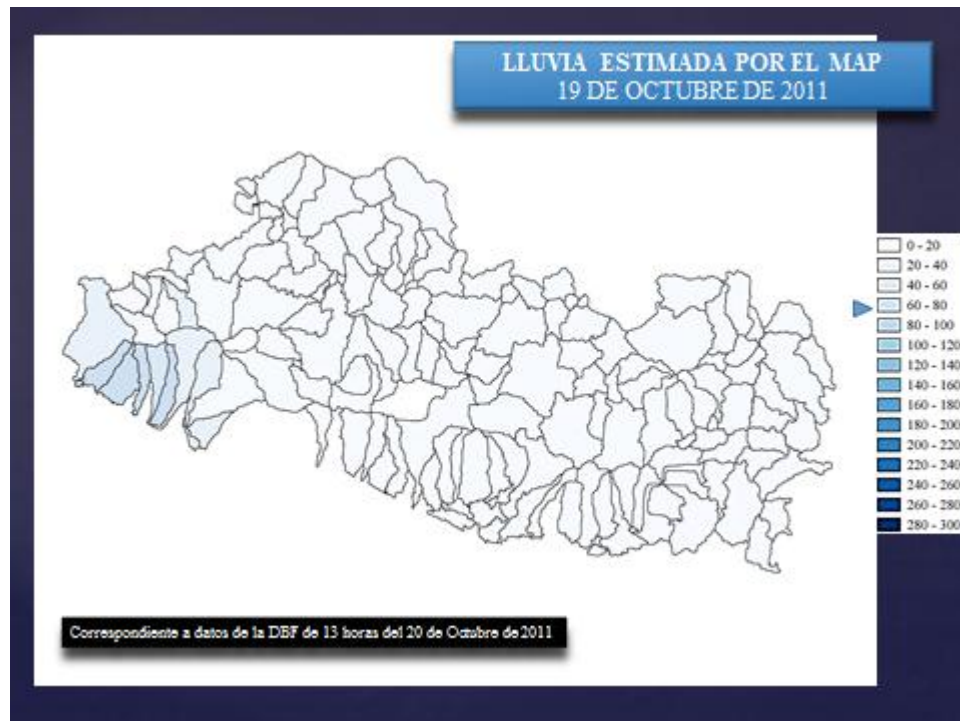 LLUVIA ESTIMADA POR EL MAP
19 DE OCTUBRE DE 2011
0 - 20
20 - 40
40 - 60
60 - 80
80 - 100
100 - 120
120 - 140
140 - 160
160 - 180
180 - 200
200 - 220
220 - 240
240 - 260
260 - 280
280 - 300
Correspondiente a datos de la DBF de 13 horas del 20 de Octubre de 2011